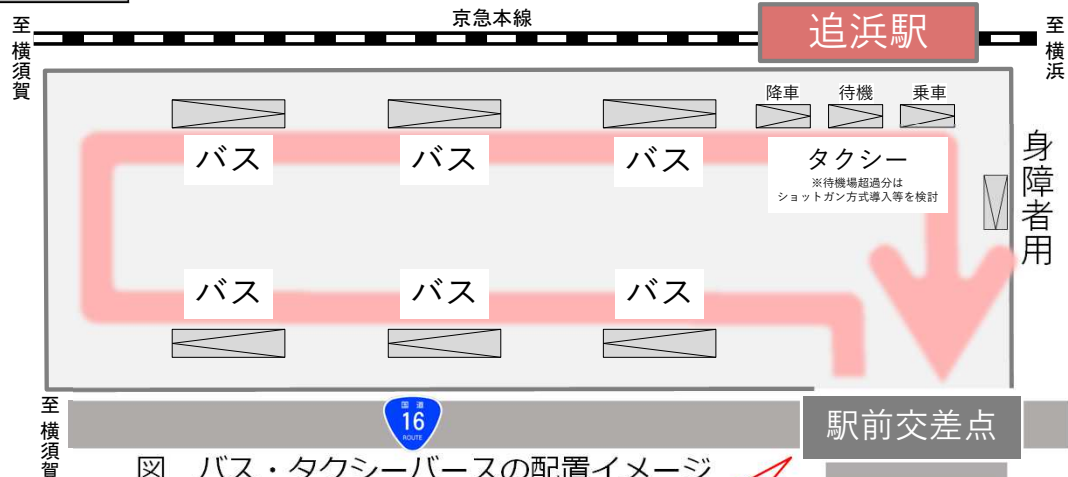 京急本線
至横須賀
追浜駅
至横浜
降車 待機 乗車
バス バス バス タクシー
※待機場超過分は
ショットガン方式導入等を検討
身障者用
バス バス バス
至横須賀
国道
16
ROUTE
駅前交差点
図 バス・タクシーバースの配置イメージ